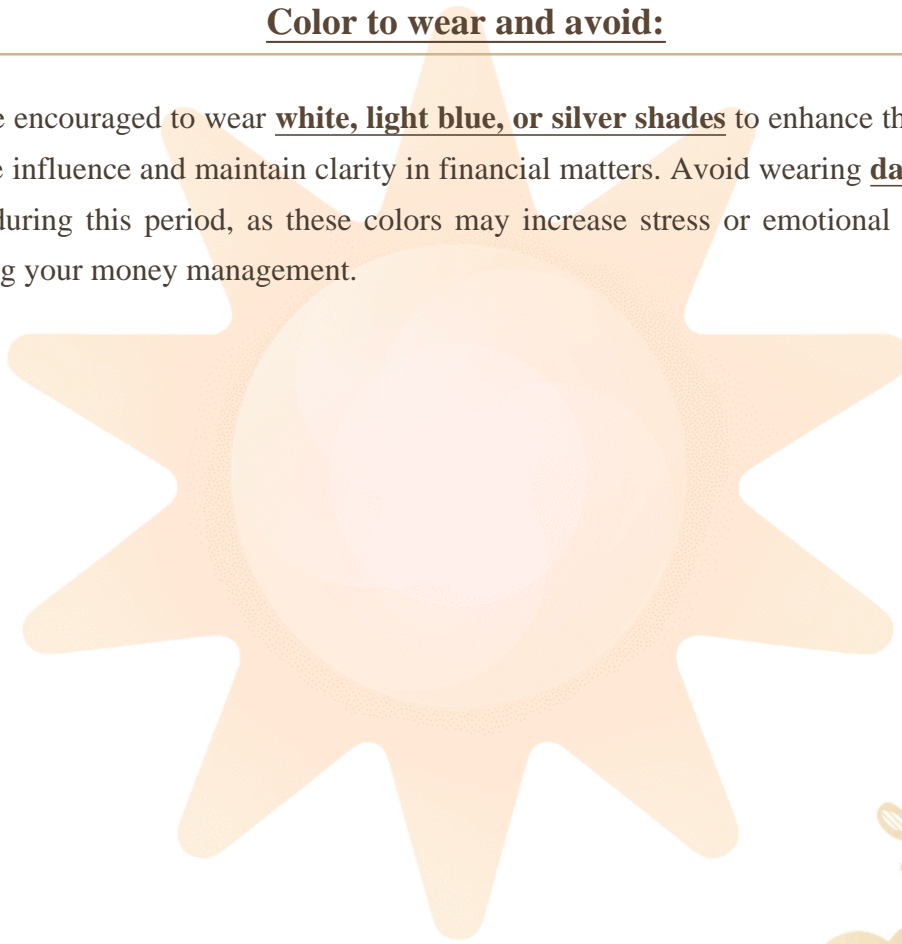 Color to wear and avoid:
e encouraged to wear white, light blue, or silver shades to enhance th
e influence and maintain clarity in financial matters. Avoid wearing da
during this period, as these colors may increase stress or emotional
g your money management.